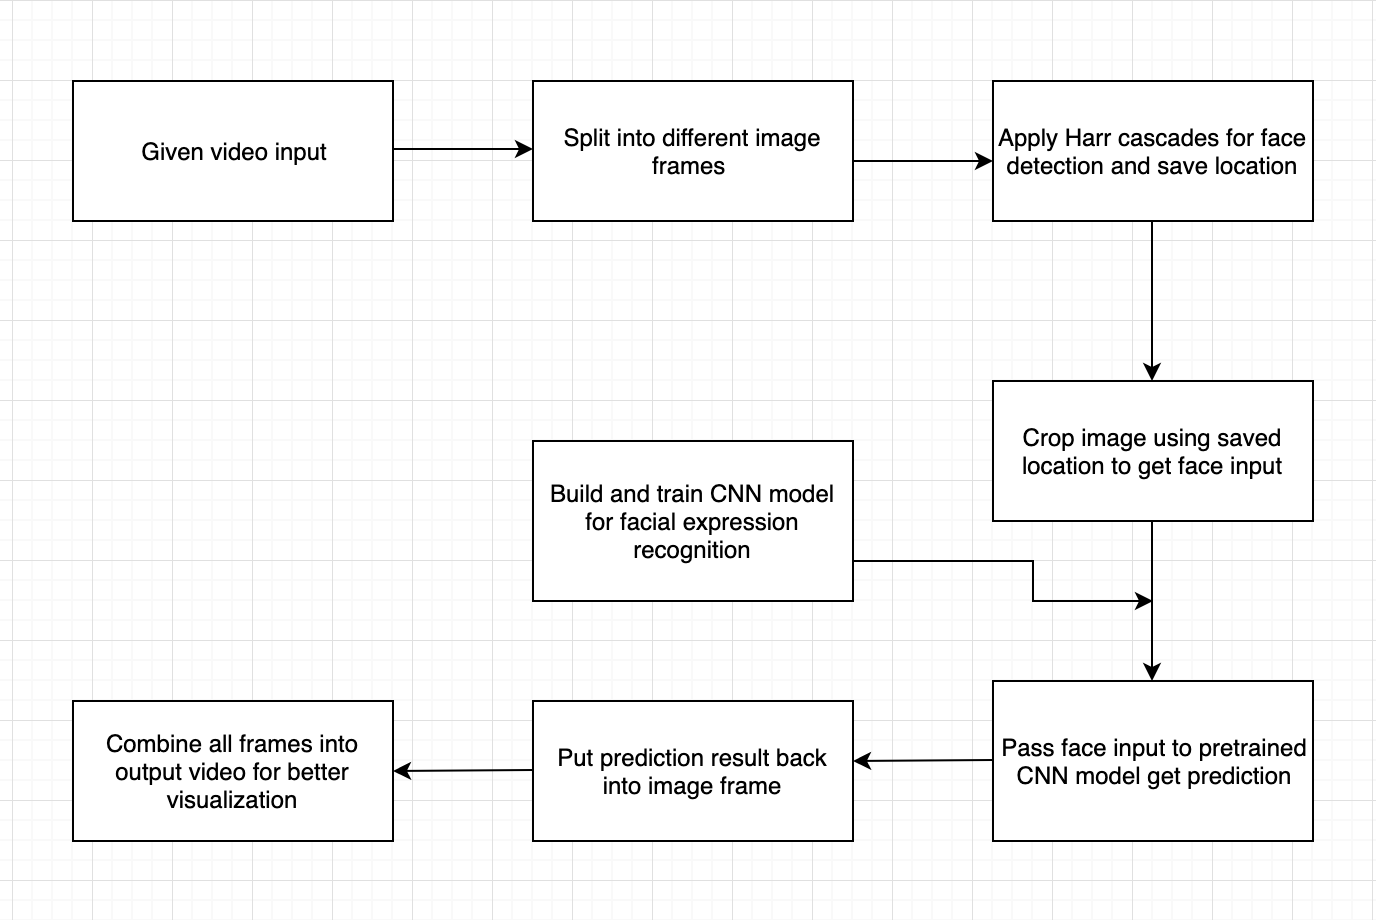 Given video input
Split into different image
frames
Apply Harr cascades for face
detection and save location
Crop image using saved
location to get face input
Build and train CNN model
for facial expression
recognition
Pass face input to pretrained
CNN model get prediction
Put prediction result back
into image frame
Combine all frames into
output video for better
visualization